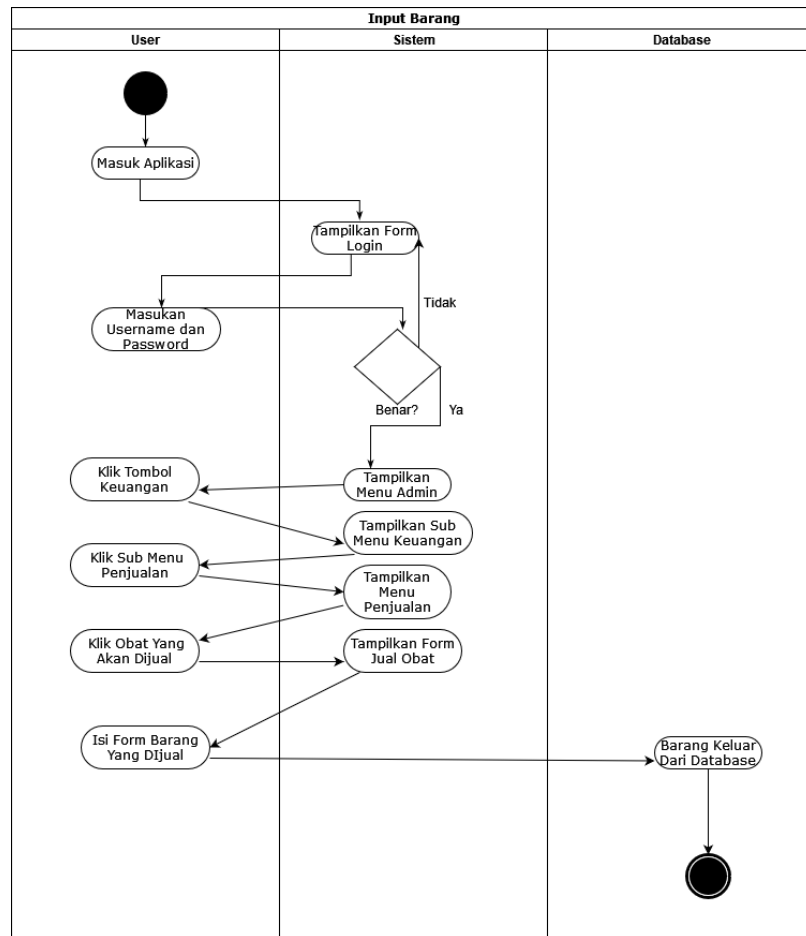 Input Barang
User
Sistem
Database
Masuk Aplikasi
Tampilkan Form
Login
Masukan
Username dan
Password
Tidak
Benar?
Ya
Tampilkan
Menu Admin
Klik Tombol
Keuangan
Tampilkan Sub
Menu Keuangan
Klik Sub Menu
Penjualan
Tampilkan
Menu
Penjualan
Klik Obat Yang
Akan Dijual
Tampilkan Form
Jual Obat
Isi Form Barang
Yang DIjual
Barang Keluar
Dari Database